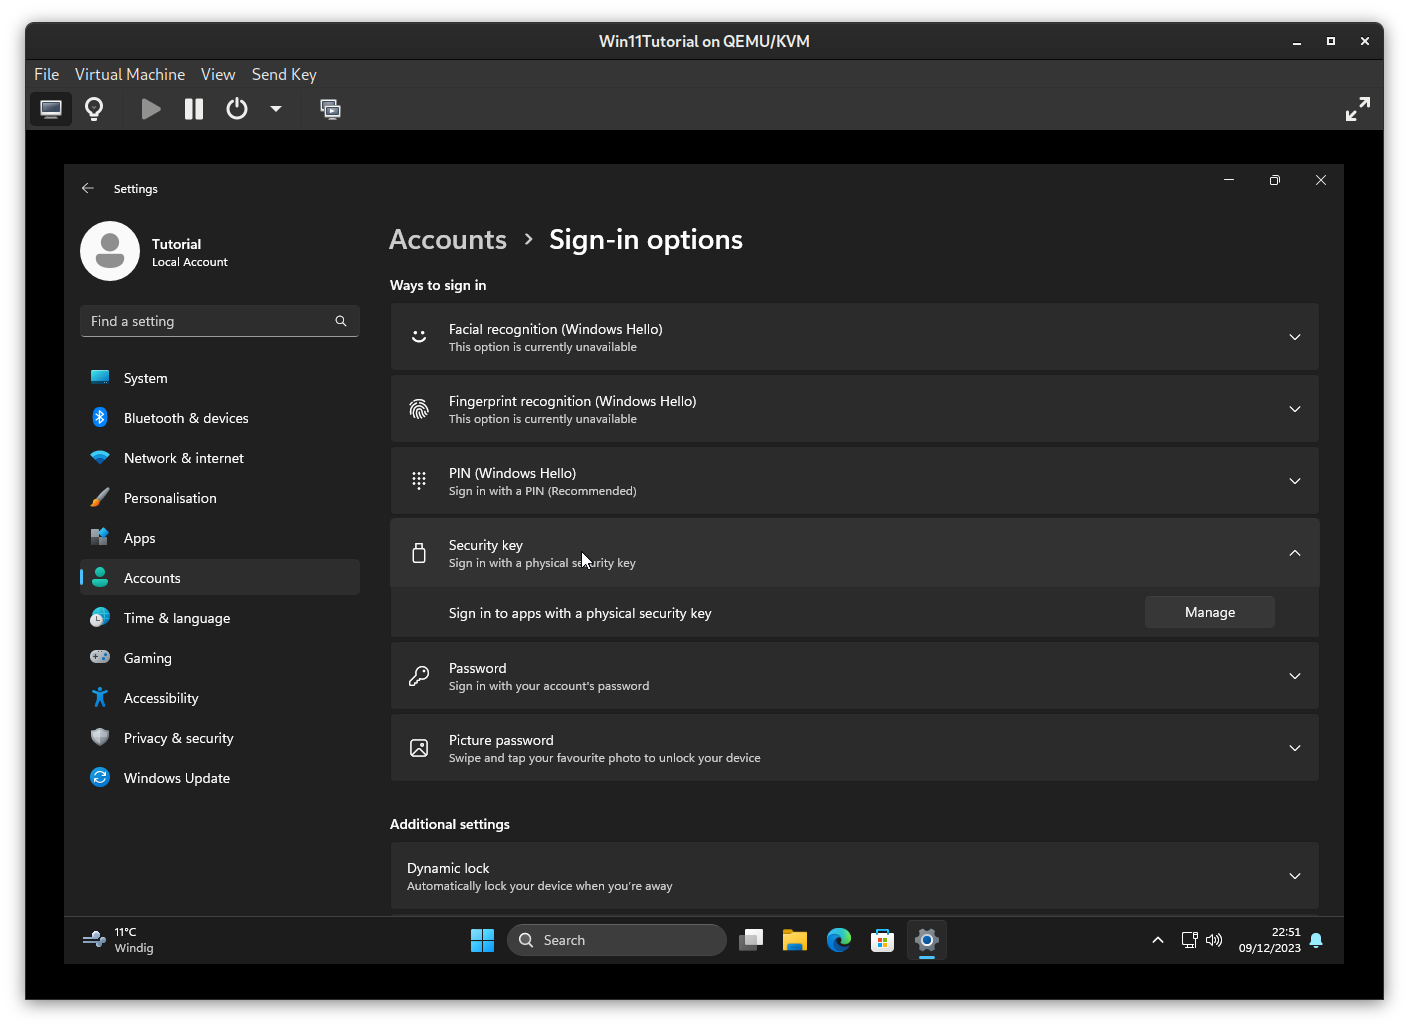 Win11Tutorial on QEMU/KVM
File Virtual Machine View Send Key
Settings
Tutorial
Local Account
Find a setting
System
Bluetooth & devices
Network & internet
Personalisation
Apps
Accounts
Time & language
Gaming
Accessibility
Privacy & security
Windows Update
Accounts > Sign-in options
Ways to sign in
Facial recognition (Windows Hello)
This option is currently unavailable
Fingerprint recognition (Windows Hello)
This option is currently unavailable
PIN (Windows Hello)
Sign in with a PIN (Recommended)
Security key
Sign in with a physical security key
Sign in to apps with a physical security key
Manage
Password
Sign in with your account's password
Picture password
Swipe and tap your favourite photo to unlock your device
Additional settings
Dynamic lock
Automatically lock your device when you're away
11°C
Windig
Search
22:51
09/12/2023